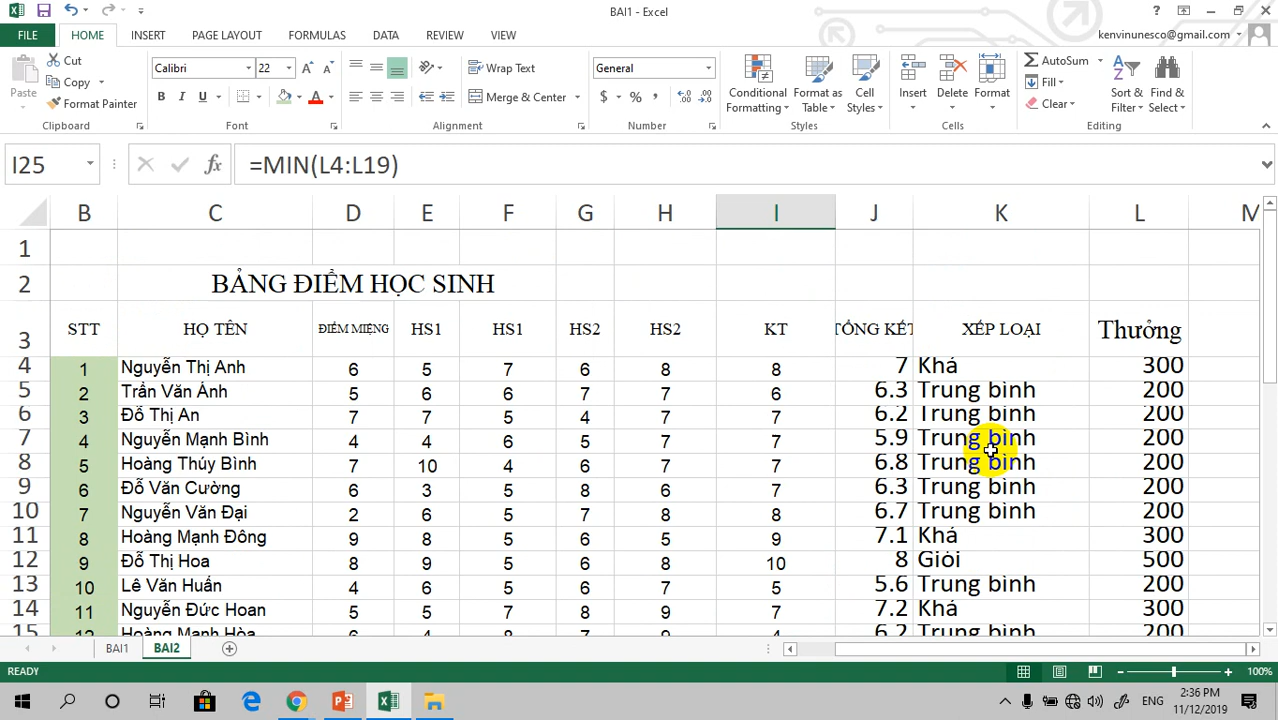 BAI1 - Excel
FILE HOME INSERT PAGE LAYOUT FORMULAS DATA REVIEW VIEW kenvinunesco@gmail.com
Cut Calibri 22 Wrap Text General AutoSum
Paste Copy Conditional Format as Cell Insert Delete Format Fill Sort & Find &
Format Painter B I U A Merge & Center $ % , Formatting Table Styles Clear Filter Select
Clipboard Font Alignment Number Styles Cells Editing
I25 fx =MIN(L4:L19)
B C D E F G H I J K L M
1
2 BẢNG ĐIỂM HỌC SINH
3 STT HỌ TÊN ĐIỂM MIỆNG HS1 HS1 HS2 HS2 KT TỔNG KẾT XẾP LOẠI Thưởng
4 1 Nguyễn Thị Anh 6 5 7 6 8 8 7 Khá 300
5 2 Trần Văn Ánh 5 6 6 7 7 6 6.3 Trung bình 200
6 3 Đỗ Thị An 7 7 5 4 7 7 6.2 Trung bình 200
7 4 Nguyễn Mạnh Bình 4 4 6 5 7 7 5.9 Trung bình 200
8 5 Hoàng Thúy Bình 7 10 4 6 7 7 6.8 Trung bình 200
9 6 Đỗ Văn Cường 6 3 5 8 6 7 6.3 Trung bình 200
10 7 Nguyễn Văn Đại 2 6 5 7 8 8 6.7 Trung bình 200
11 8 Hoàng Mạnh Đông 9 8 5 6 5 9 7.1 Khá 300
12 9 Đỗ Thị Hoa 8 9 5 6 8 10 8 Giỏi 500
13 10 Lê Văn Huấn 4 6 5 6 7 5 5.6 Trung bình 200
14 11 Nguyễn Đức Hoan 5 5 7 8 9 7 7.2 Khá 300
15 12 Hoàng Mạnh Hòa 6 4 8 7 9 4 6.2 Trung bình 200
BAI1 BAI2
READY 100%
ENG 2:36 PM
11/12/2019